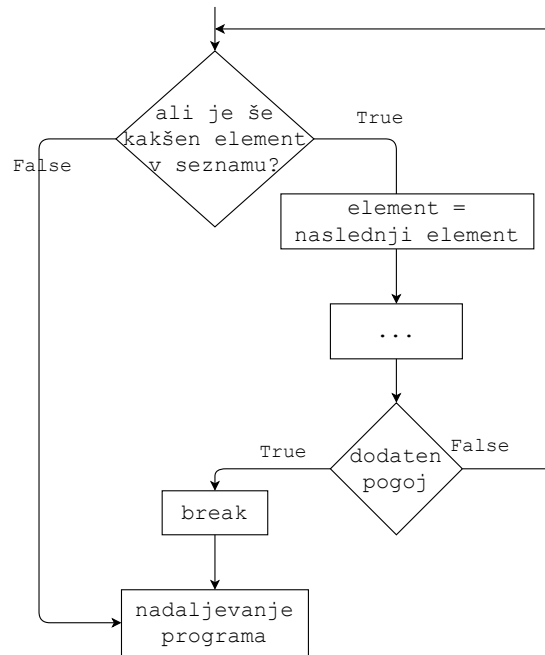 ali je še
kakšen element
v seznamu?
True
False
element =
naslednji element
...
dodaten
pogoj
True
False
break
nadaljevanje
programa